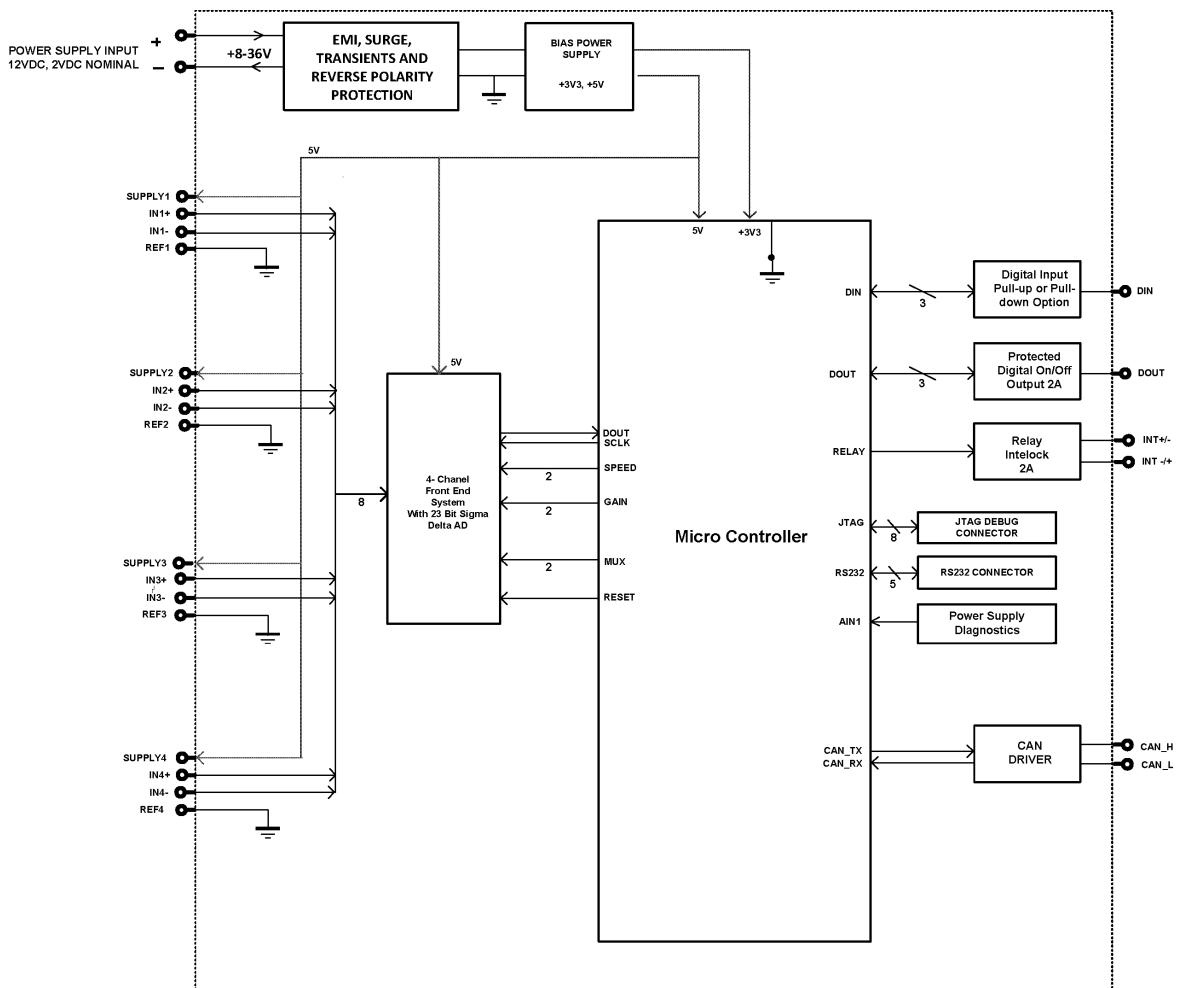 POWER SUPPLY INPUT
12VDC, 2VDC NOMINAL
+
−
+8-36V
EMI, SURGE,
TRANSIENTS AND
REVERSE POLARITY
PROTECTION
BIAS POWER
SUPPLY
+3V3, +5V
5V
SUPPLY1
IN1+
IN1-
REF1
SUPPLY2
IN2+
IN2-
REF2
SUPPLY3
IN3+
IN3-
REF3
SUPPLY4
IN4+
IN4-
REF4
8
5V
4- Chanel
Front End
System
With 23 Bit Sigma
Delta AD
2
2
2
5V
+3V3
DOUT
SCLK
SPEED
GAIN
MUX
RESET
Micro Controller
DIN
DOUT
RELAY
JTAG
RS232
AIN1
CAN_TX
CAN_RX
3
Digital Input
Pull-up or Pull-
down Option
DIN
3
Protected
Digital On/Off
Output 2A
DOUT
Relay
Intelock
2A
INT+/-
INT -/+
8
JTAG DEBUG
CONNECTOR
5
RS232 CONNECTOR
Power Supply
Diagnostics
CAN
DRIVER
CAN_H
CAN_L